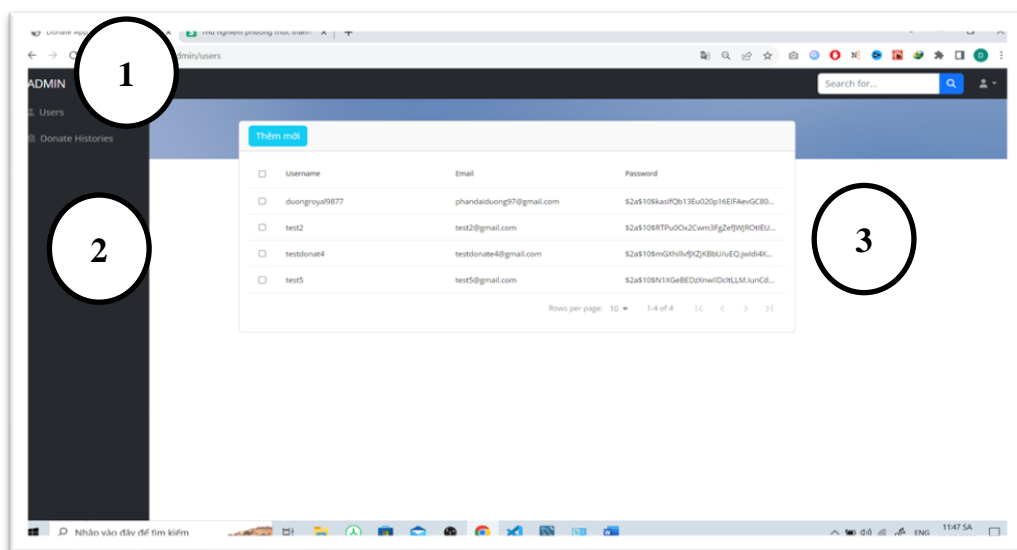 Donate App
Thử nghiệm phương thức thanh
dmin/users
1
ADMIN
Search for...
Users
Donate Histories
Thêm mới
Username Email Password
duongroyal9877 phandaiduong97@gmail.com
test2 test2@gmail.com
testdonat4 testdonate4@gmail.com
test5 test5@gmail.com
2
3
Rows per page: 10 1-4 of 4
Nhập vào đây để tìm kiếm
ENG
11:47 SA